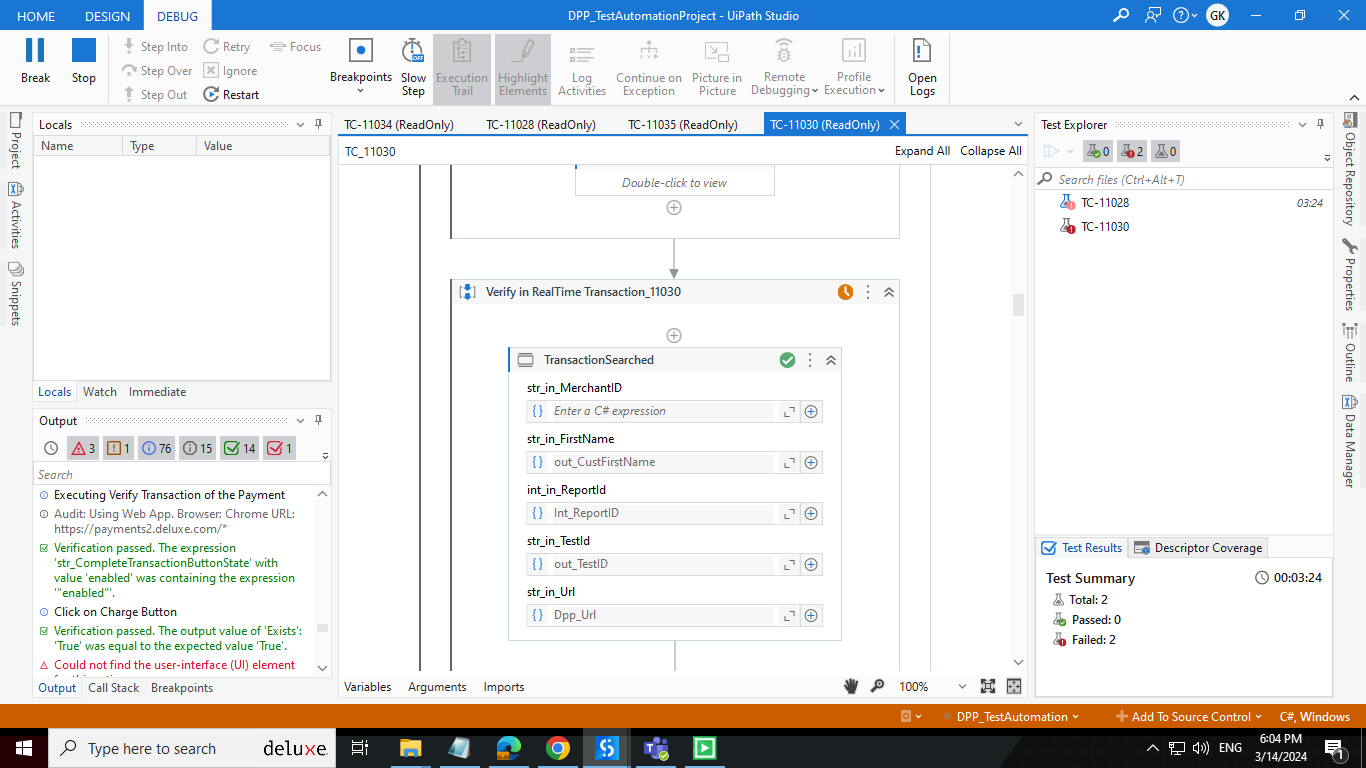 HOME
DESIGN
DEBUG
DPP_TestAutomationProject - UiPath Studio
GK
Break
Stop
Step Into
Step Over
Step Out
Retry
Ignore
Restart
Focus
Breakpoints
Slow
Step
OFF
Execution
Trail
Highlight
Elements
Log
Activities
Continue on
Exception
Picture in
Picture
Remote
Debugging
Profile
Execution
Open
Logs
Project
Activities
Snippets
Locals
Name
Type
Value
Locals
Watch
Immediate
Output
3
1
76
15
14
1
Search
Executing Verify Transaction of the Payment
Audit: Using Web App. Browser: Chrome URL:
https://payments2.deluxe.com/*
Verification passed. The expression
'str_CompleteTransactionButtonState' with
value 'enabled' was containing the expression
'"enabled"'.
Click on Charge Button
Verification passed. The output value of 'Exists':
'True' was equal to the expected value 'True'.
Could not find the user-interface (UI) element
Output
Call Stack
Breakpoints
TC-11034 (ReadOnly)
TC-11028 (ReadOnly)
TC-11035 (ReadOnly)
TC-11030 (ReadOnly)
TC_11030
Expand All
Collapse All
Double-click to view
Verify in RealTime Transaction_11030
TransactionSearched
str_in_MerchantID
Enter a C# expression
str_in_FirstName
out_CustFirstName
int_in_ReportId
Int_ReportID
str_in_TestId
out_TestID
str_in_Url
Dpp_Url
Variables
Arguments
Imports
100%
Test Explorer
0
2
0
Search files (Ctrl+Alt+T)
TC-11028
03:24
TC-11030
Test Results
Descriptor Coverage
Test Summary
00:03:24
Total: 2
Passed: 0
Failed: 2
Object Repository
Properties
Outline
Data Manager
DPP_TestAutomation
Add To Source Control
C#, Windows
Type here to search
deluxe
ENG
6:04 PM
3/14/2024
1